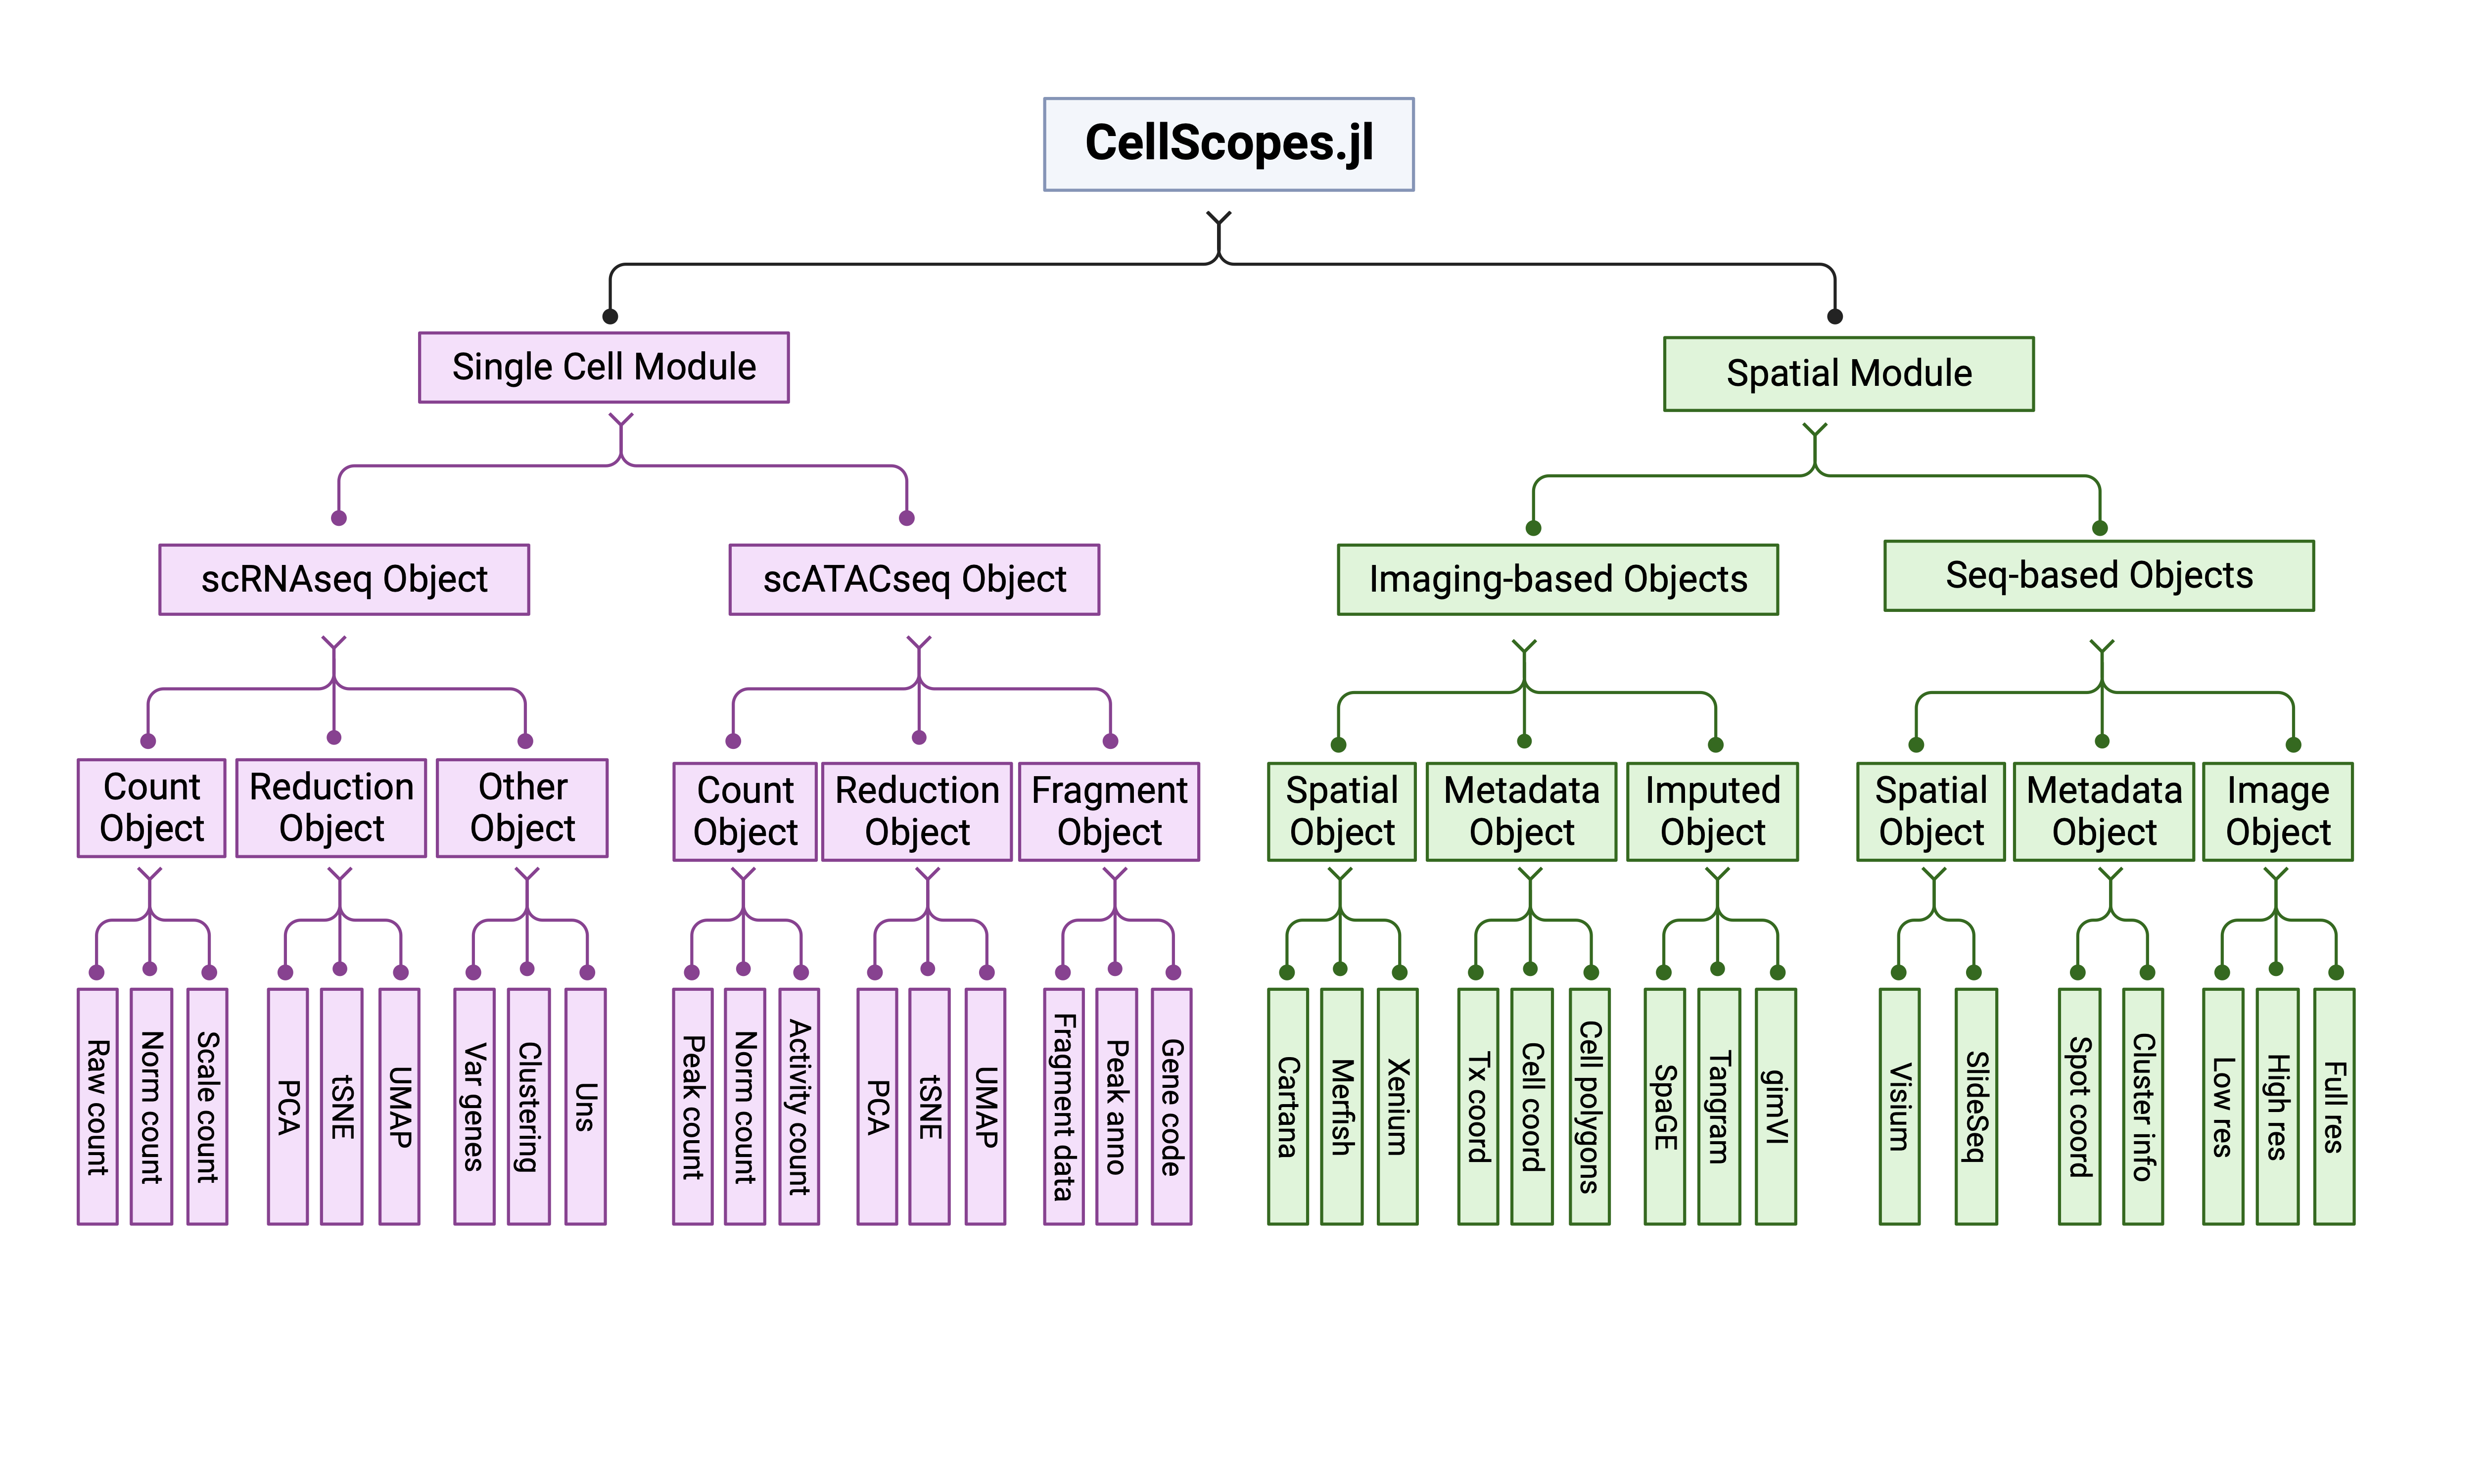 CellScopes.jl
Single Cell Module
Spatial Module
scRNAseq Object
scATACseq Object
Imaging-based Objects
Seq-based Objects
Count
Object
Reduction
Object
Other
Object
Count
Object
Reduction
Object
Fragment
Object
Spatial
Object
Metadata
Object
Imputed
Object
Spatial
Object
Metadata
Object
Image
Object
Raw count
Norm count
Scale count
PCA
tSNE
UMAP
Var genes
Clustering
Uns
Peak count
Norm count
Activity count
PCA
tSNE
UMAP
Fragment data
Peak anno
Gene code
Cartana
Merfish
Xenium
Tx coord
Cell coord
Cell polygons
SpaGE
Tangram
gimVI
Visium
SlideSeq
Spot coord
Cluster info
Low res
High res
Full res